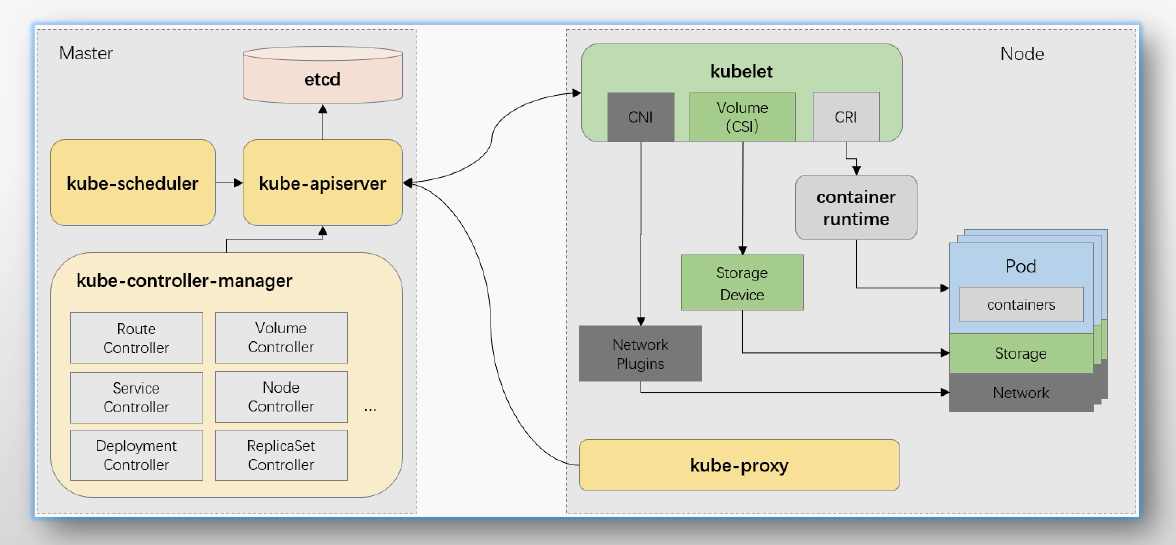 Master
etcd
kube-scheduler
kube-apiserver
kube-controller-manager
Route
Controller
Volume
Controller
Service
Controller
Node
Controller
...
Deployment
Controller
ReplicaSet
Controller
Node
kubelet
CNI
Volume
(CSI)
CRI
container
runtime
Storage
Device
Network
Plugins
Pod
containers
Storage
Network
kube-proxy